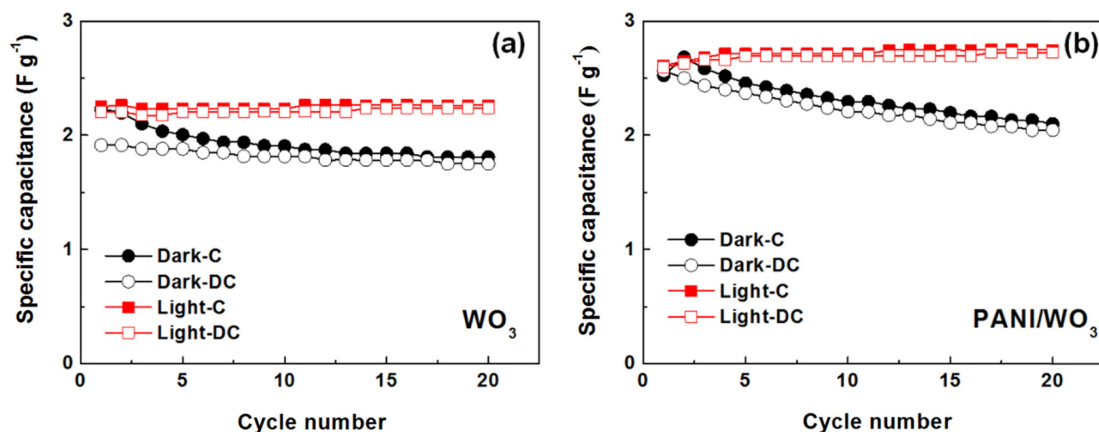 (a)
Specific capacitance (F g⁻¹)
3
2
1
0
Dark-C
Dark-DC
Light-C
Light-DC
WO₃
0
5
10
15
20
Cycle number
(b)
Specific capacitance (F g⁻¹)
3
2
1
0
Dark-C
Dark-DC
Light-C
Light-DC
PANI/WO₃
0
5
10
15
20
Cycle number